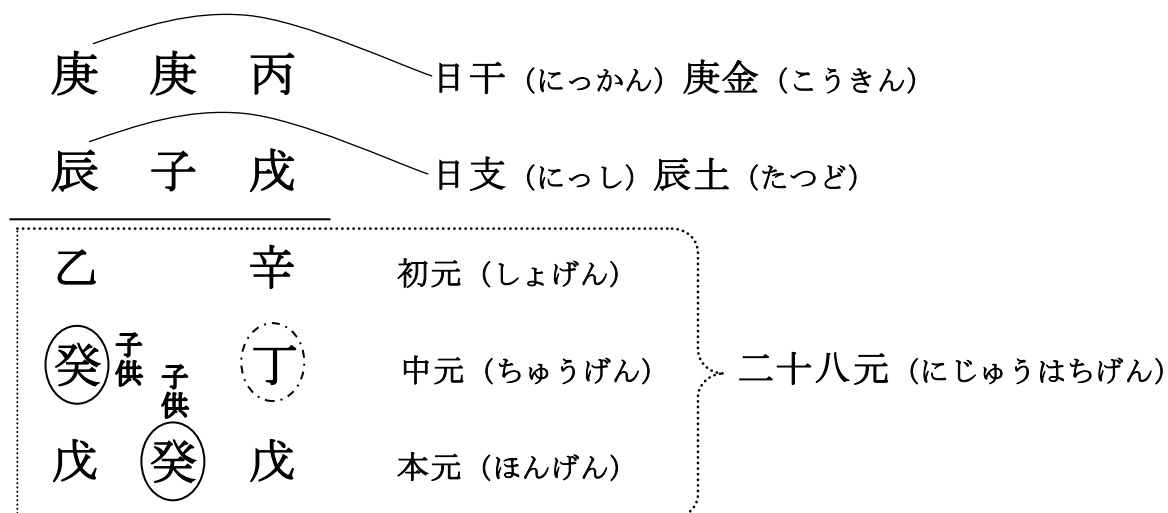 庚 庚 丙 日干（にっかん）庚金（こうきん）
辰 子 戌 日支（にっし）辰土（たつど）
乙 辛 初元（しょげん）
癸 子供 丁 中元（ちゅうげん） 二十八元（にじゅうはちげん）
子供
戊 癸 戊 本元（ほんげん）